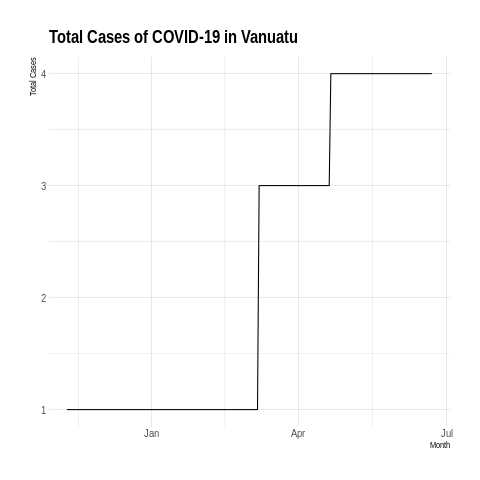 Total Cases of COVID-19 in Vanuatu
Total Cases
4
3
2
1
Jan
Apr
Jul
Month